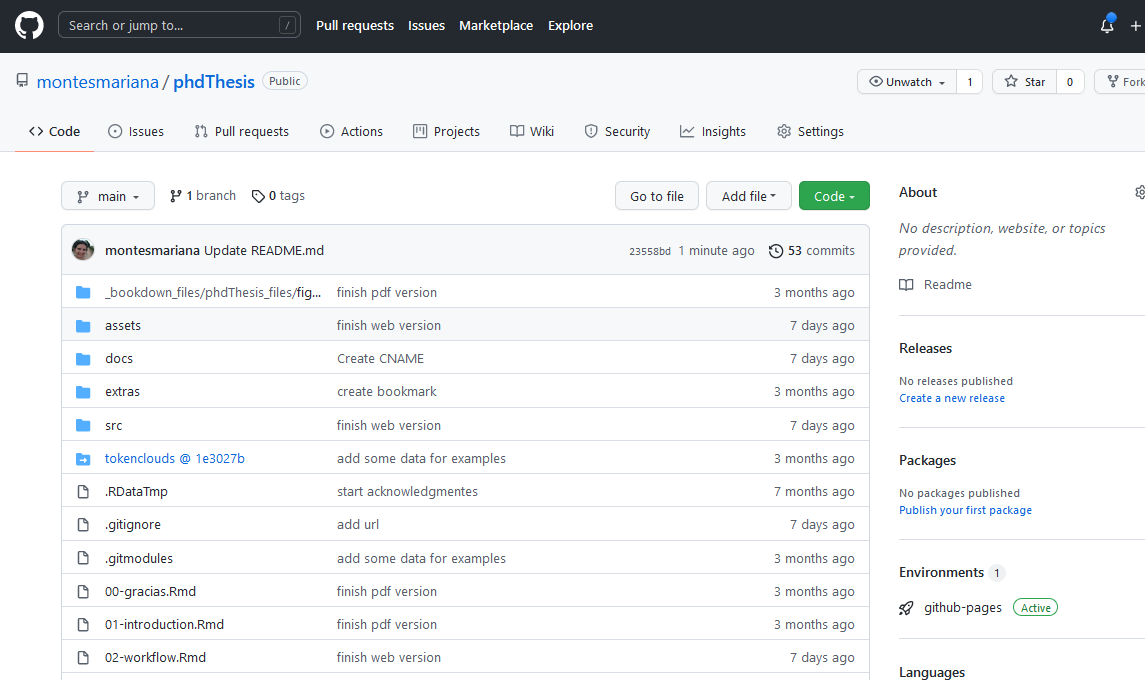 Search or jump to... / Pull requests Issues Marketplace Explore
montesmariana / phdThesis Public Unwatch 1 Star 0 Fork
Code Issues Pull requests Actions Projects Wiki Security Insights Settings
main 1 branch 0 tags Go to file Add file Code
montesmariana Update README.md 23558bd 1 minute ago 53 commits
_bookdown_files/phdThesis_files/fig... finish pdf version 3 months ago
assets finish web version 7 days ago
docs Create CNAME 7 days ago
extras create bookmark 3 months ago
src finish web version 7 days ago
tokenclouds @ 1e3027b add some data for examples 3 months ago
.RDataTmp start acknowledgmentes 7 months ago
.gitignore add url 7 days ago
.gitmodules add some data for examples 3 months ago
00-gracias.Rmd finish pdf version 3 months ago
01-introduction.Rmd finish pdf version 3 months ago
02-workflow.Rmd finish web version 7 days ago
About
No description, website, or topics
provided.
Readme
Releases
No releases published
Create a new release
Packages
No packages published
Publish your first package
Environments 1
github-pages Active
Languages